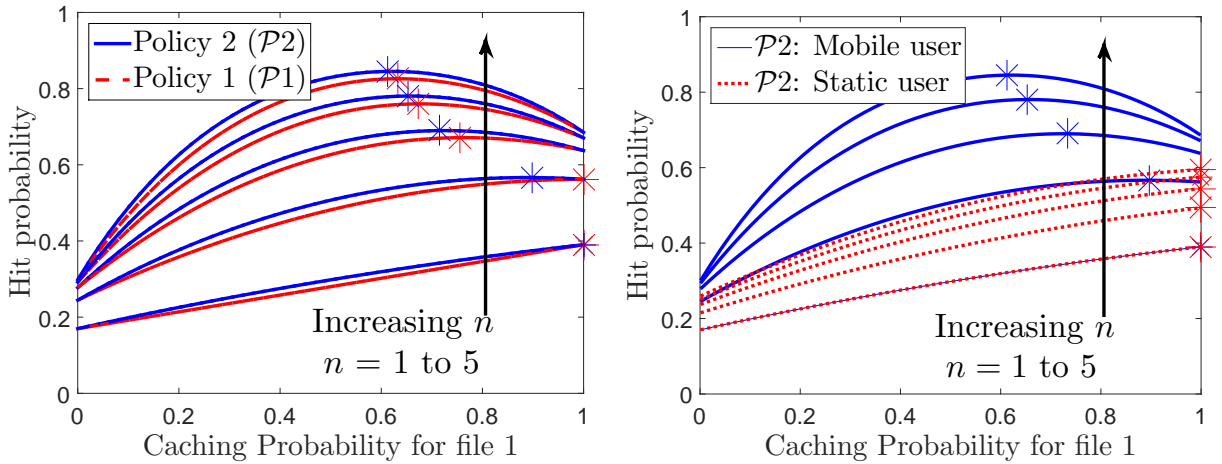 Hit probability
1
0.8
0.6
0.4
0.2
0
Policy 2 (𝒫2)
Policy 1 (𝒫1)
Increasing n
n = 1 to 5
0 0.2 0.4 0.6 0.8 1
Caching Probability for file 1
Hit probability
1
0.8
0.6
0.4
0.2
0
𝒫2: Mobile user
𝒫2: Static user
Increasing n
n = 1 to 5
0 0.2 0.4 0.6 0.8 1
Caching Probability for file 1